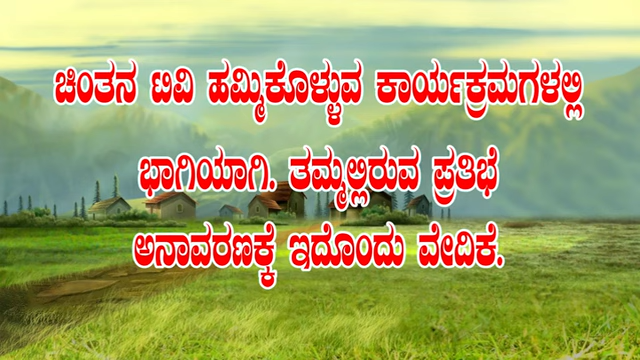 ಚಿಂತನ ಟಿವಿ ಹಮ್ಮಿಕೊಳ್ಳುವ ಕಾರ್ಯಕ್ರಮಗಳಲ್ಲಿ
ಭಾಗಿಯಾಗಿ. ತಮ್ಮಲ್ಲಿರುವ ಪ್ರತಿಭೆ
ಅನಾವರಣಕ್ಕೆ ಇದೊಂದು ವೇದಿಕೆ.